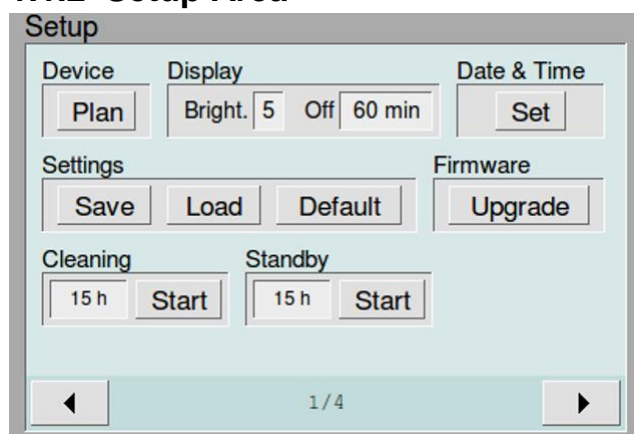 Setup
Device Display Date & Time
Plan Bright. 5 Off 60 min Set
Settings Firmware
Save Load Default Upgrade
Cleaning Standby
15 h Start 15 h Start
1/4